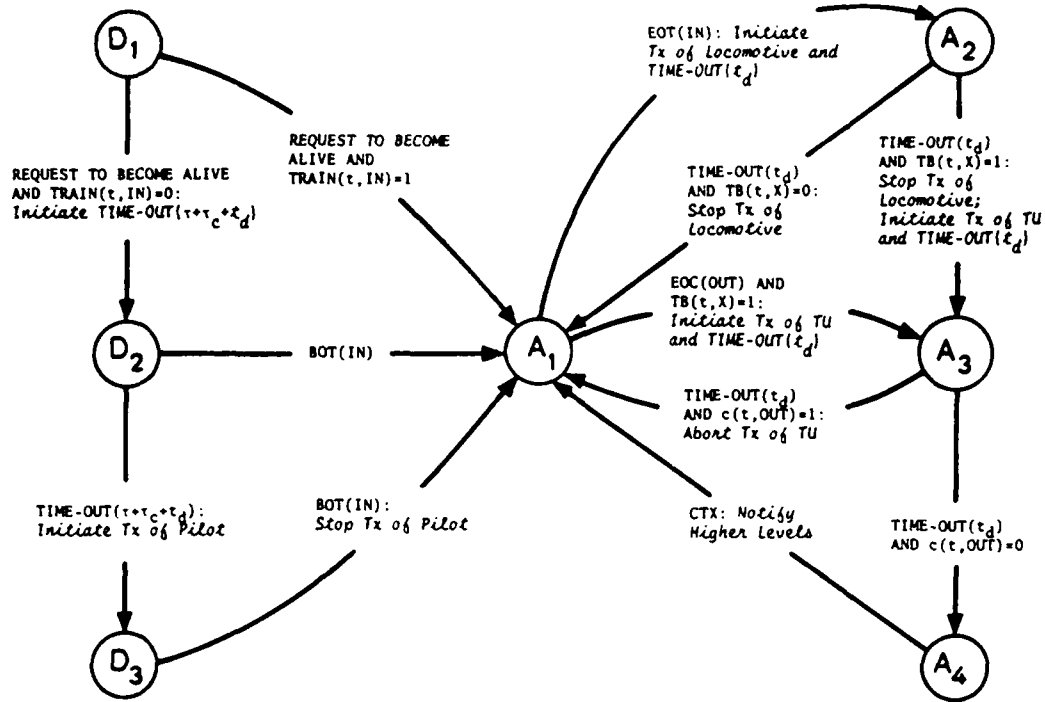 D1
EOT(IN): Initiate
Tx of Locomotive and
TIME-OUT(td)
A2
REQUEST TO BECOME
ALIVE AND
TRAIN(t,IN)=1
REQUEST TO BECOME ALIVE
AND TRAIN(t,IN)=0:
Initiate TIME-OUT(τ+τc+td)
TIME-OUT(td)
AND TB(t,X)=0:
Stop Tx of
Locomotive
TIME-OUT(td)
AND TB(t,X)=1:
Stop Tx of
Locomotive;
Initiate Tx of TU
and TIME-OUT(td)
EOC(OUT) AND
TB(t,X)=1:
Initiate Tx of TU
and TIME-OUT(td)
D2
BOT(IN)
A1
A3
TIME-OUT(td)
AND c(t,OUT)=1:
Abort Tx of TU
TIME-OUT(τ+τc+td):
Initiate Tx of Pilot
BOT(IN):
Stop Tx of Pilot
CTX: Notify
Higher Levels
TIME-OUT(td)
AND c(t,OUT)=0
D3
A4